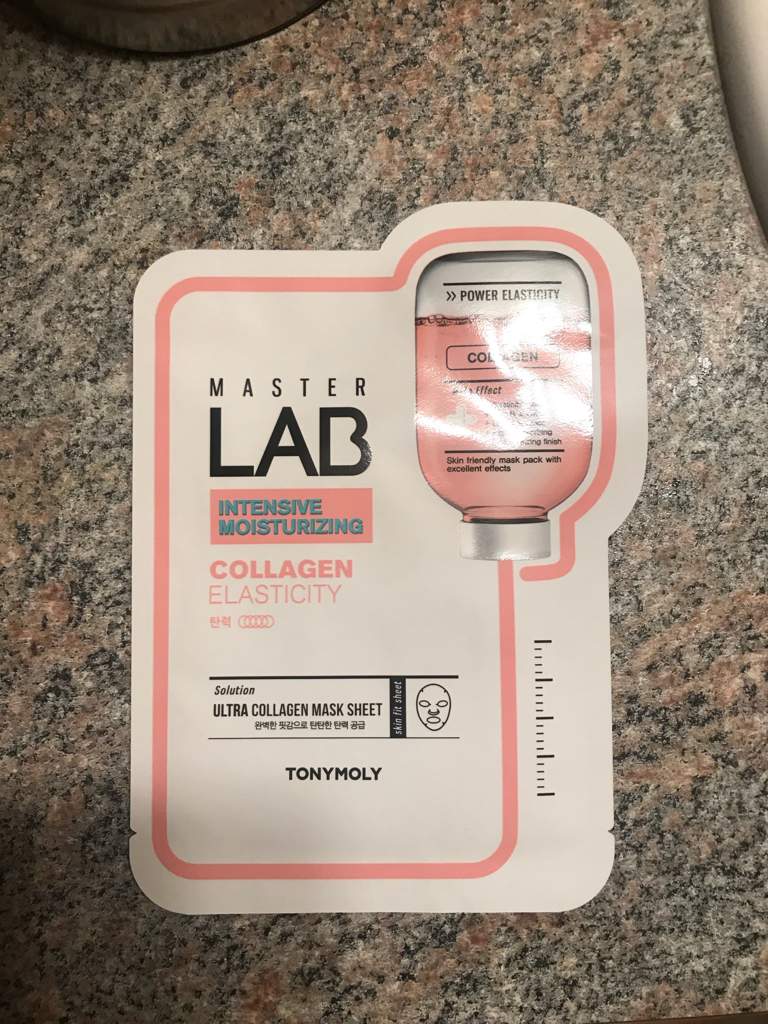 » POWER ELASTICITY
COLLAGEN
Effect
finish
Skin friendly mask pack with
excellent effects
MASTER
LAB
INTENSIVE
MOISTURIZING
COLLAGEN
ELASTICITY
탄력
Solution
ULTRA COLLAGEN MASK SHEET
완벽한 핏감으로 탄탄한 탄력 공급
skin fit sheet
TONYMOLY